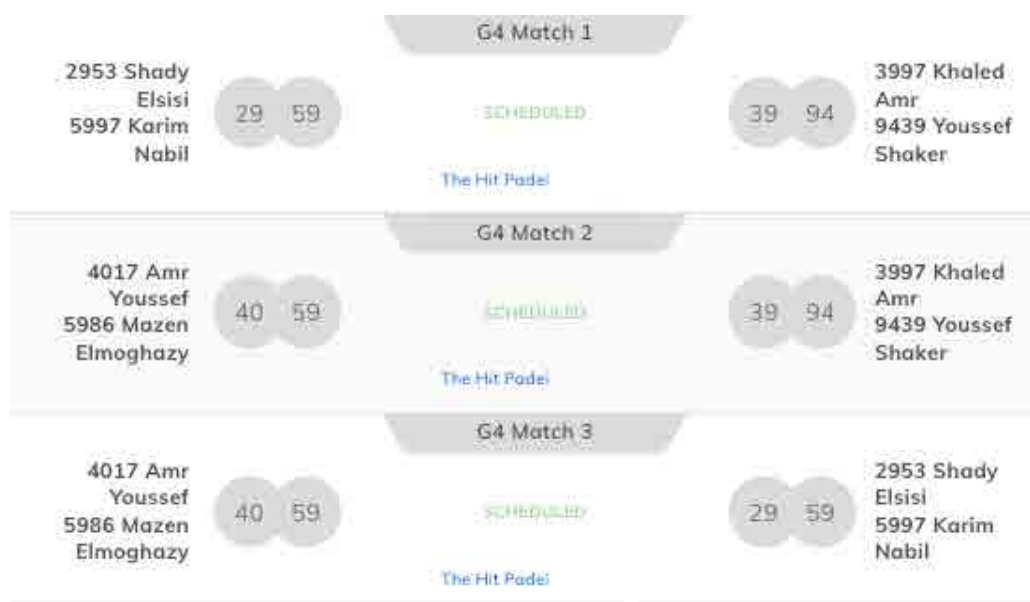 G4 Match 1
2953 Shady
Elsisi
5997 Karim
Nabil
29 59
SCHEDULED
39 94
3997 Khaled
Amr
9439 Youssef
Shaker
The Hit Padel
G4 Match 2
4017 Amr
Youssef
5986 Mazen
Elmoghazy
40 59
SCHEDULED
39 94
3997 Khaled
Amr
9439 Youssef
Shaker
The Hit Padel
G4 Match 3
4017 Amr
Youssef
5986 Mazen
Elmoghazy
40 59
SCHEDULED
29 59
2953 Shady
Elsisi
5997 Karim
Nabil
The Hit Padel